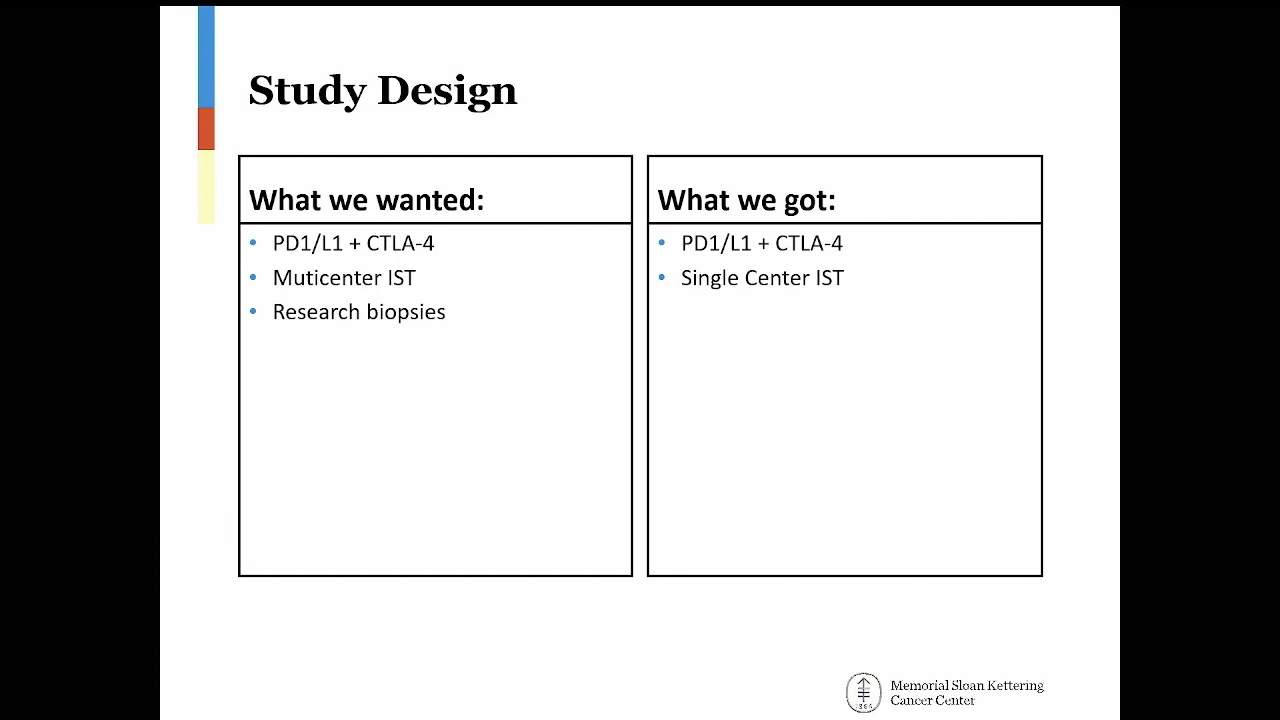 Study Design
What we wanted:
• PD1/L1 + CTLA-4
• Muticenter IST
• Research biopsies
What we got:
• PD1/L1 + CTLA-4
• Single Center IST
Memorial Sloan Kettering
Cancer Center